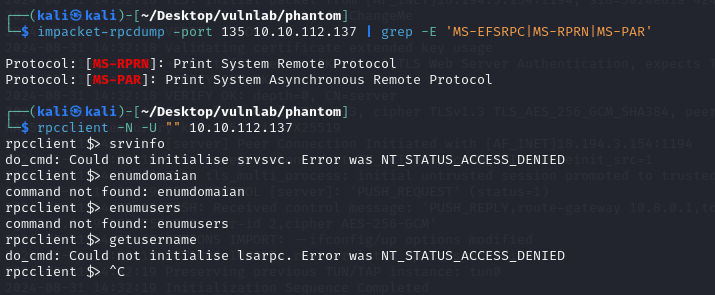 ┌──(kali㉿kali)-[~/Desktop/vulnlab/phantom]
└─$ impacket-rpcdump -port 135 10.10.112.137 | grep -E 'MS-EFSRPC|MS-RPRN|MS-PAR'
Protocol: [MS-RPRN]: Print System Remote Protocol
Protocol: [MS-PAR]: Print System Asynchronous Remote Protocol
┌──(kali㉿kali)-[~/Desktop/vulnlab/phantom]
└─$ rpcclient -N -U "" 10.10.112.137
rpcclient $> srvinfo
do_cmd: Could not initialise srvsvc. Error was NT_STATUS_ACCESS_DENIED
rpcclient $> enumdomaian
command not found: enumdomaian
rpcclient $> enumusers
command not found: enumusers
rpcclient $> getusername
do_cmd: Could not initialise lsarpc. Error was NT_STATUS_ACCESS_DENIED
rpcclient $> ^C